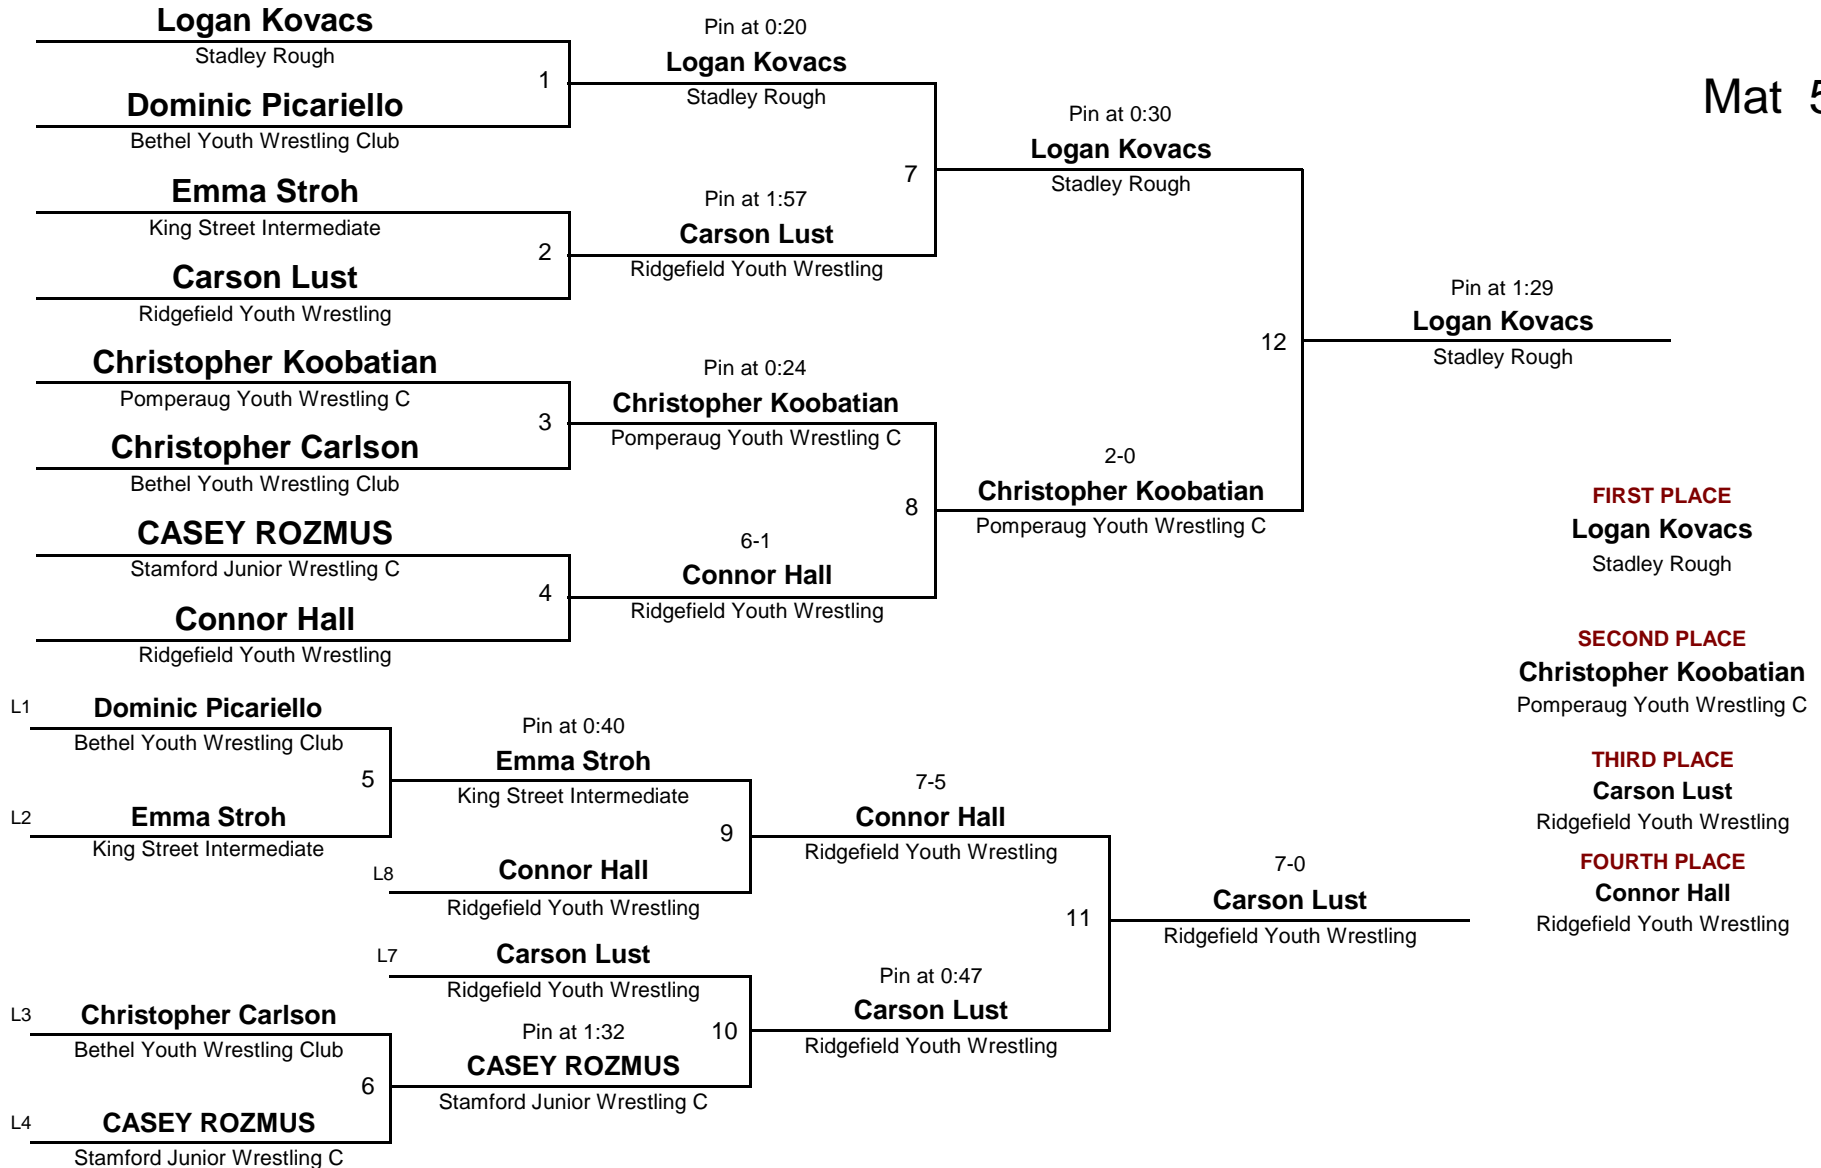 Logan Kovacs
Stadley Rough
1
Dominic Picariello
Bethel Youth Wrestling Club
Emma Stroh
King Street Intermediate
2
Carson Lust
Ridgefield Youth Wrestling
Christopher Koobatian
Pomperaug Youth Wrestling C
3
Christopher Carlson
Bethel Youth Wrestling Club
CASEY ROZMUS
Stamford Junior Wrestling C
4
Connor Hall
Ridgefield Youth Wrestling
Pin at 0:20
Logan Kovacs
Stadley Rough
7
Pin at 1:57
Carson Lust
Ridgefield Youth Wrestling
Pin at 0:24
Christopher Koobatian
Pomperaug Youth Wrestling C
8
6-1
Connor Hall
Ridgefield Youth Wrestling
Pin at 0:30
Logan Kovacs
Stadley Rough
12
2-0
Christopher Koobatian
Pomperaug Youth Wrestling C
Pin at 1:29
Logan Kovacs
Stadley Rough
Mat 5
FIRST PLACE
Logan Kovacs
Stadley Rough
SECOND PLACE
Christopher Koobatian
Pomperaug Youth Wrestling C
THIRD PLACE
Carson Lust
Ridgefield Youth Wrestling
FOURTH PLACE
Connor Hall
Ridgefield Youth Wrestling
L1 Dominic Picariello
Bethel Youth Wrestling Club
5
L2 Emma Stroh
King Street Intermediate
L3 Christopher Carlson
Bethel Youth Wrestling Club
6
L4 CASEY ROZMUS
Stamford Junior Wrestling C
Pin at 0:40
Emma Stroh
King Street Intermediate
9
L8 Connor Hall
Ridgefield Youth Wrestling
L7 Carson Lust
Ridgefield Youth Wrestling
Pin at 1:32 10
CASEY ROZMUS
Stamford Junior Wrestling C
7-5
Connor Hall
Ridgefield Youth Wrestling
11
Pin at 0:47
Carson Lust
Ridgefield Youth Wrestling
7-0
Carson Lust
Ridgefield Youth Wrestling